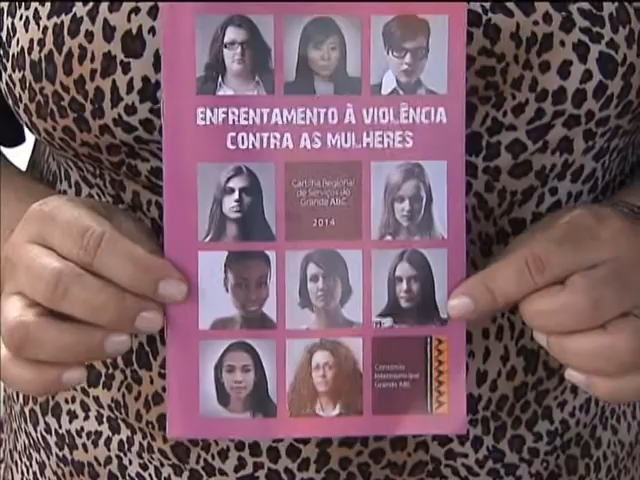 ENFRENTAMENTO À VIOLÊNCIA
CONTRA AS MULHERES
Cartilha Regional
de Serviços do
Grande ABC
2014
Consórcio
Intermunicipal
Grande ABC